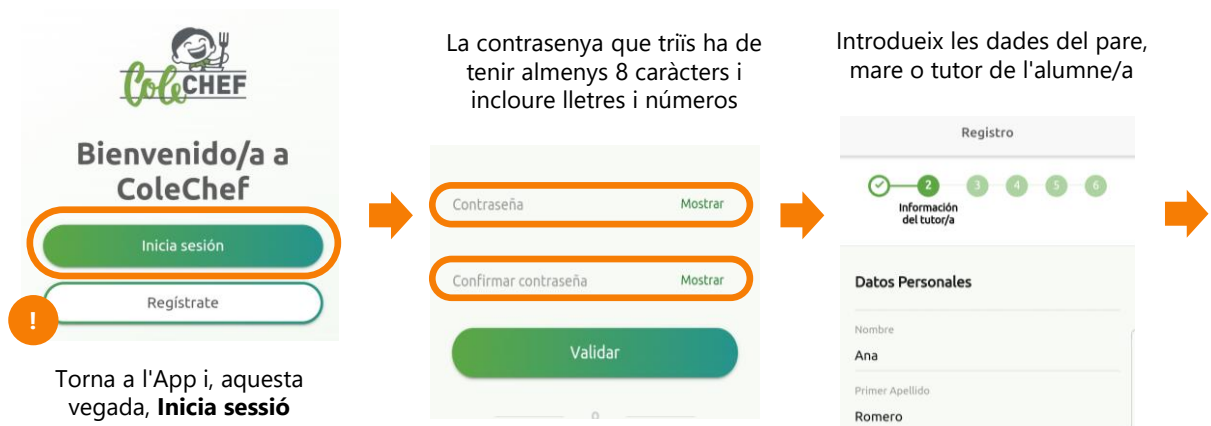 ColeCHEF
Bienvenido/a a
ColeChef
Inicia sesión
Regístrate
!
Torna a l'App i, aquesta
vegada, Inicia sessió
La contrasenya que triïs ha de
tenir almenys 8 caràcters i
incloure lletres i números
Contraseña Mostrar
Confirmar contraseña Mostrar
Validar
Introdueix les dades del pare,
mare o tutor de l'alumne/a
Registro
2 3 4 5 6
Información
del tutor/a
Datos Personales
Nombre
Ana
Primer Apellido
Romero